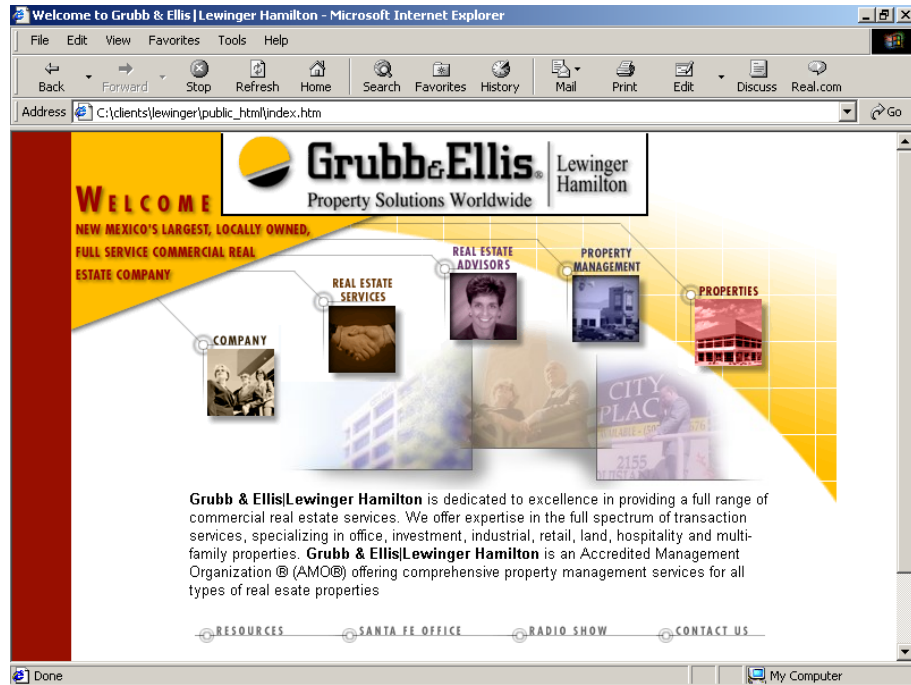 Welcome to Grubb & Ellis|Lewinger Hamilton - Microsoft Internet Explorer
File Edit View Favorites Tools Help
Back Forward Stop Refresh Home Search Favorites History Mail Print Edit Discuss Real.com
Address C:\clients\lewinger\public_html\index.htm Go
Grubb&Ellis® Lewinger
Property Solutions Worldwide Hamilton
WELCOME
NEW MEXICO'S LARGEST, LOCALLY OWNED,
FULL SERVICE COMMERCIAL REAL
ESTATE COMPANY
COMPANY
REAL ESTATE
SERVICES
REAL ESTATE
ADVISORS
PROPERTY
MANAGEMENT
PROPERTIES
CITY
PLAC
2155
Grubb & Ellis|Lewinger Hamilton is dedicated to excellence in providing a full range of
commercial real estate services. We offer expertise in the full spectrum of transaction
services, specializing in office, investment, industrial, retail, land, hospitality and multi-
family properties. Grubb & Ellis|Lewinger Hamilton is an Accredited Management
Organization ® (AMO®) offering comprehensive property management services for all
types of real esate properties
RESOURCES SANTA FE OFFICE RADIO SHOW CONTACT US
Done My Computer